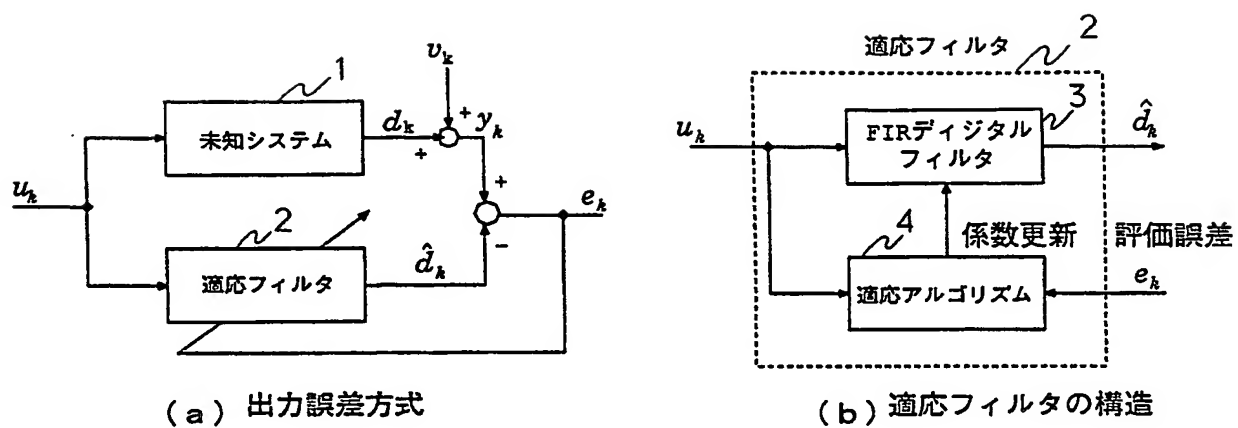 v_k
1
未知システム
d_k
+
+
y_k
u_k
+
-
e_k
2
適応フィルタ
\hat{d}_k
(a) 出力誤差方式
適応フィルタ
2
u_k
3
FIRディジタル
フィルタ
\hat{d}_k
4
係数更新
評価誤差
適応アルゴリズム
e_k
(b) 適応フィルタの構造